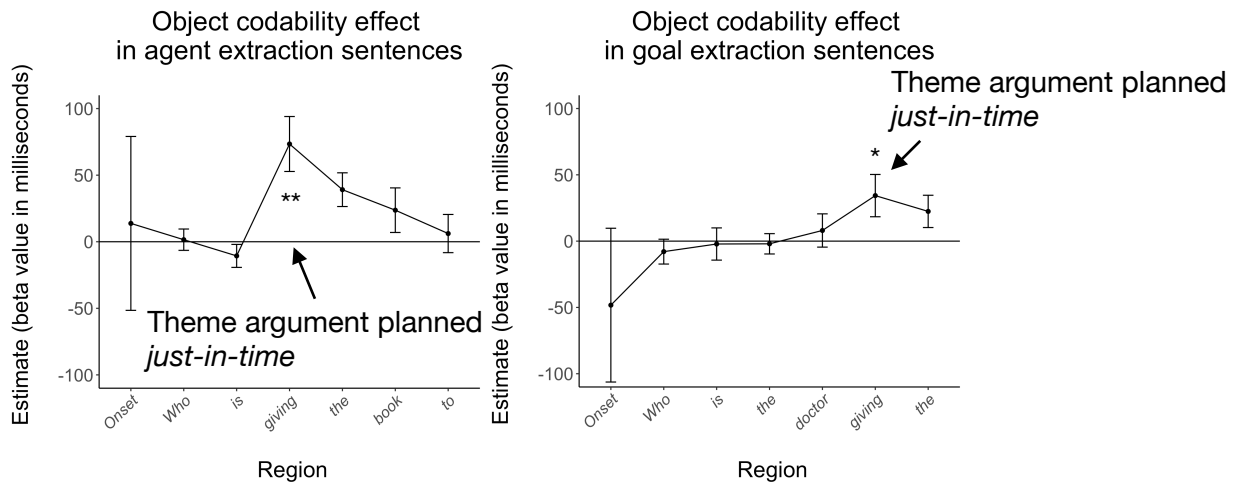 Object codability effect
in agent extraction sentences
Estimate (beta value in milliseconds)
100
50
0
-50
-100
**
Theme argument planned
just-in-time
Onset
Who
is
giving
the
book
to
Region
Object codability effect
in goal extraction sentences
Theme argument planned
just-in-time
Estimate (beta value in milliseconds)
100
50
0
-50
-100
*
Onset
Who
is
the
doctor
giving
the
Region